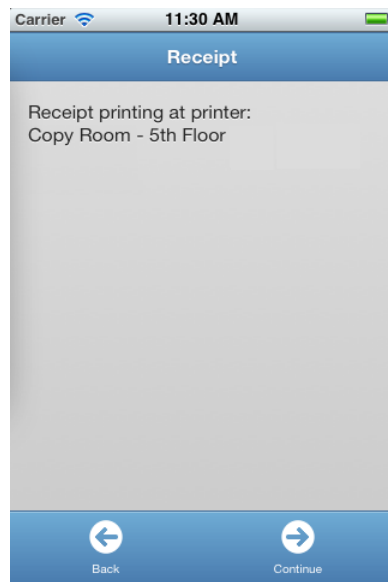 Carrier 11:30 AM
Receipt
Receipt printing at printer:
Copy Room - 5th Floor
Back Continue